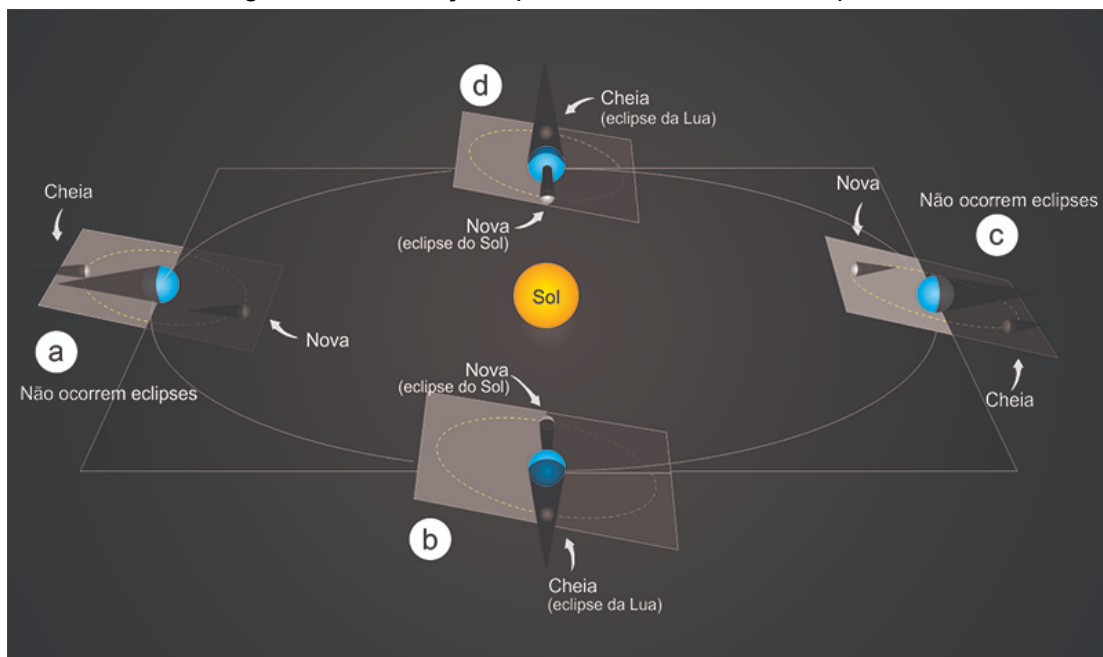 d
Cheia
(eclipse da Lua)
Nova
(eclipse do Sol)
Cheia
Nova
a
Não ocorrem eclipses
Sol
Nova
Não ocorrem eclipses
c
Cheia
Nova
(eclipse do Sol)
b
Cheia
(eclipse da Lua)